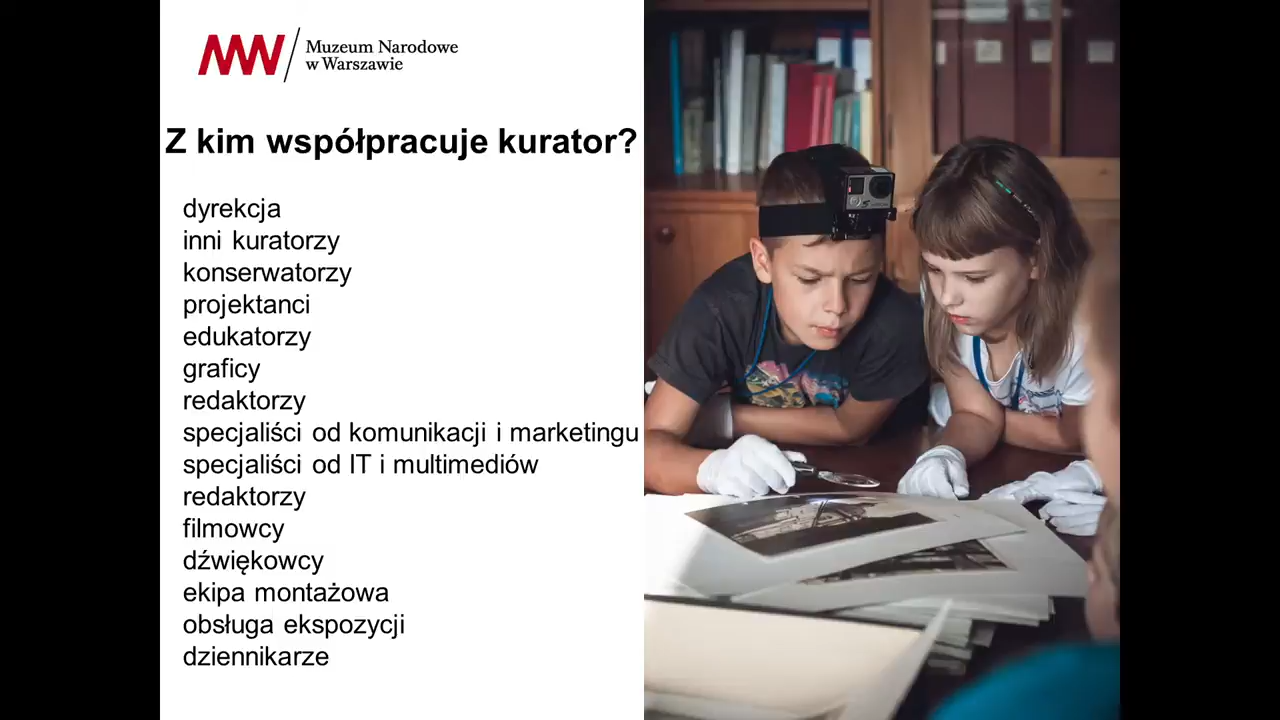 MNW
Muzeum Narodowe
w Warszawie
Z kim współpracuje kurator?
dyrekcja
inni kuratorzy
konserwatorzy
projektanci
edukatorzy
graficy
redaktorzy
specjaliści od komunikacji i marketingu
specjaliści od IT i multimediów
redaktorzy
filmowcy
dźwiękowcy
ekipa montażowa
obsługa ekspozycji
dziennikarze